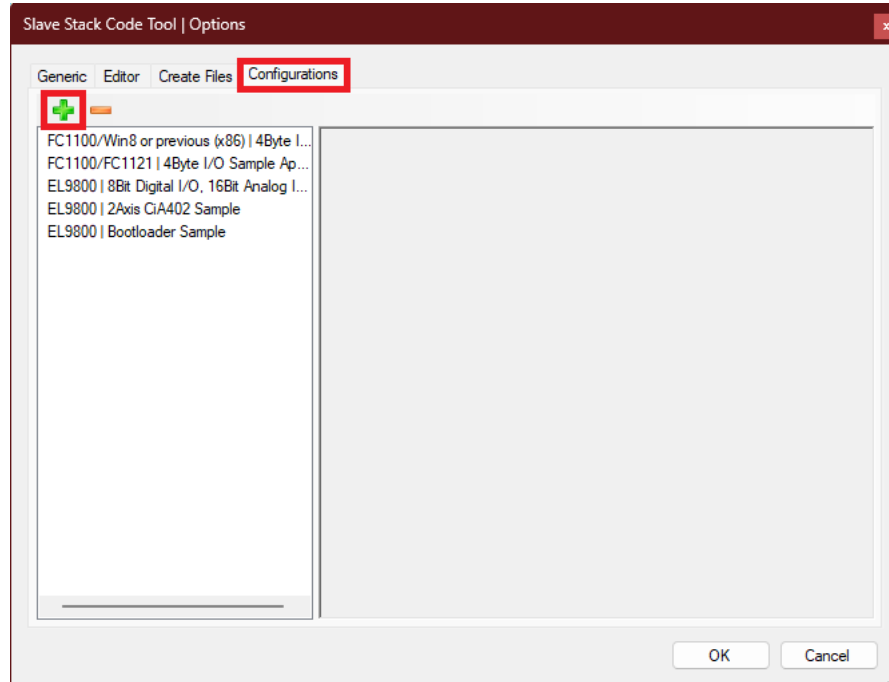 Slave Stack Code Tool | Options
x
Generic Editor Create Files Configurations
FC1100/Win8 or previous (x86) | 4Byte I...
FC1100/FC1121 | 4Byte I/O Sample Ap...
EL9800 | 8Bit Digital I/O, 16Bit Analog I...
EL9800 | 2Axis CiA402 Sample
EL9800 | Bootloader Sample
OK Cancel